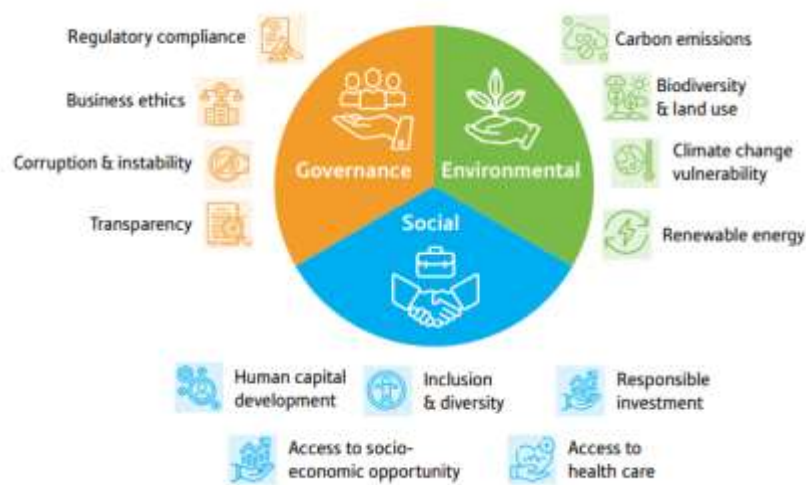 Regulatory compliance
Business ethics
Corruption & instability
Transparency
Governance
Environmental
Social
Carbon emissions
Biodiversity
& land use
Climate change
vulnerability
Renewable energy
Human capital
development
Inclusion
& diversity
Responsible
investment
Access to socio-
economic opportunity
Access to
health care